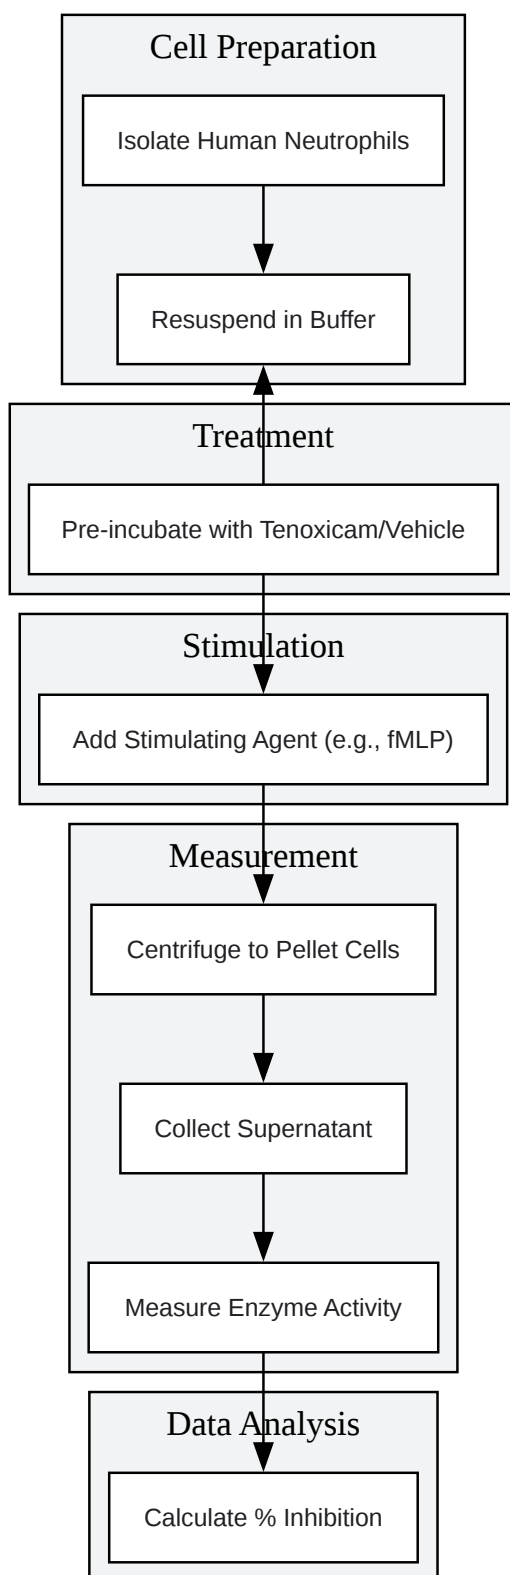 Cell Preparation
Isolate Human Neutrophils
Resuspend in Buffer
Treatment
Pre-incubate with Tenoxicam/Vehicle
Stimulation
Add Stimulating Agent (e.g., fMLP)
Measurement
Centrifuge to Pellet Cells
Collect Supernatant
Measure Enzyme Activity
Data Analysis
Calculate % Inhibition